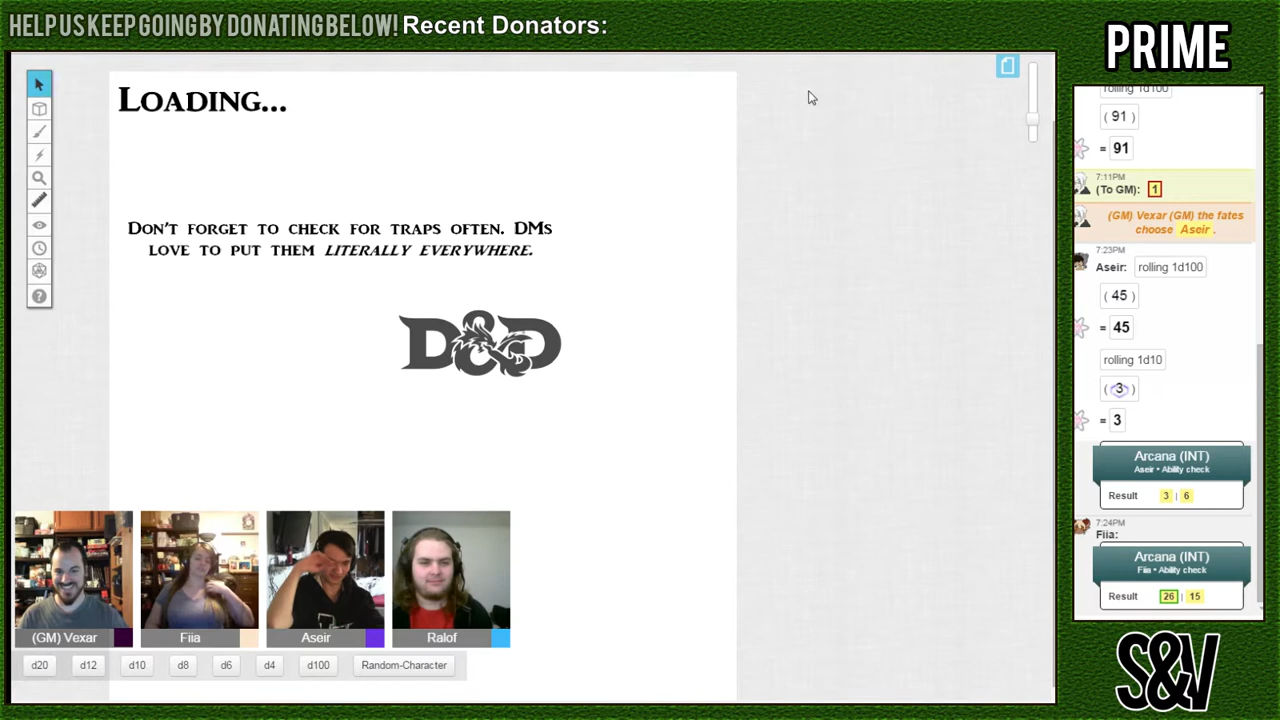 HELP US KEEP GOING BY DONATING BELOW! Recent Donators:
PRIME
LOADING...
DON'T FORGET TO CHECK FOR TRAPS OFTEN. DMS
LOVE TO PUT THEM LITERALLY EVERYWHERE.
D&D
(GM) Vexar
Fiia
Aseir
Ralof
d20
d12
d10
d8
d6
d4
d100
Random-Character
rolling 1d100
( 91 )
= 91
7:11PM
(To GM): 1
(GM) Vexar (GM) the fates
choose Aseir .
7:23PM
Aseir: rolling 1d100
( 45 )
= 45
rolling 1d10
( 3 )
= 3
Arcana (INT)
Aseir • Ability check
Result 3 | 6
7:24PM
Fiia:
Arcana (INT)
Fiia • Ability check
Result 26 | 15
S&V